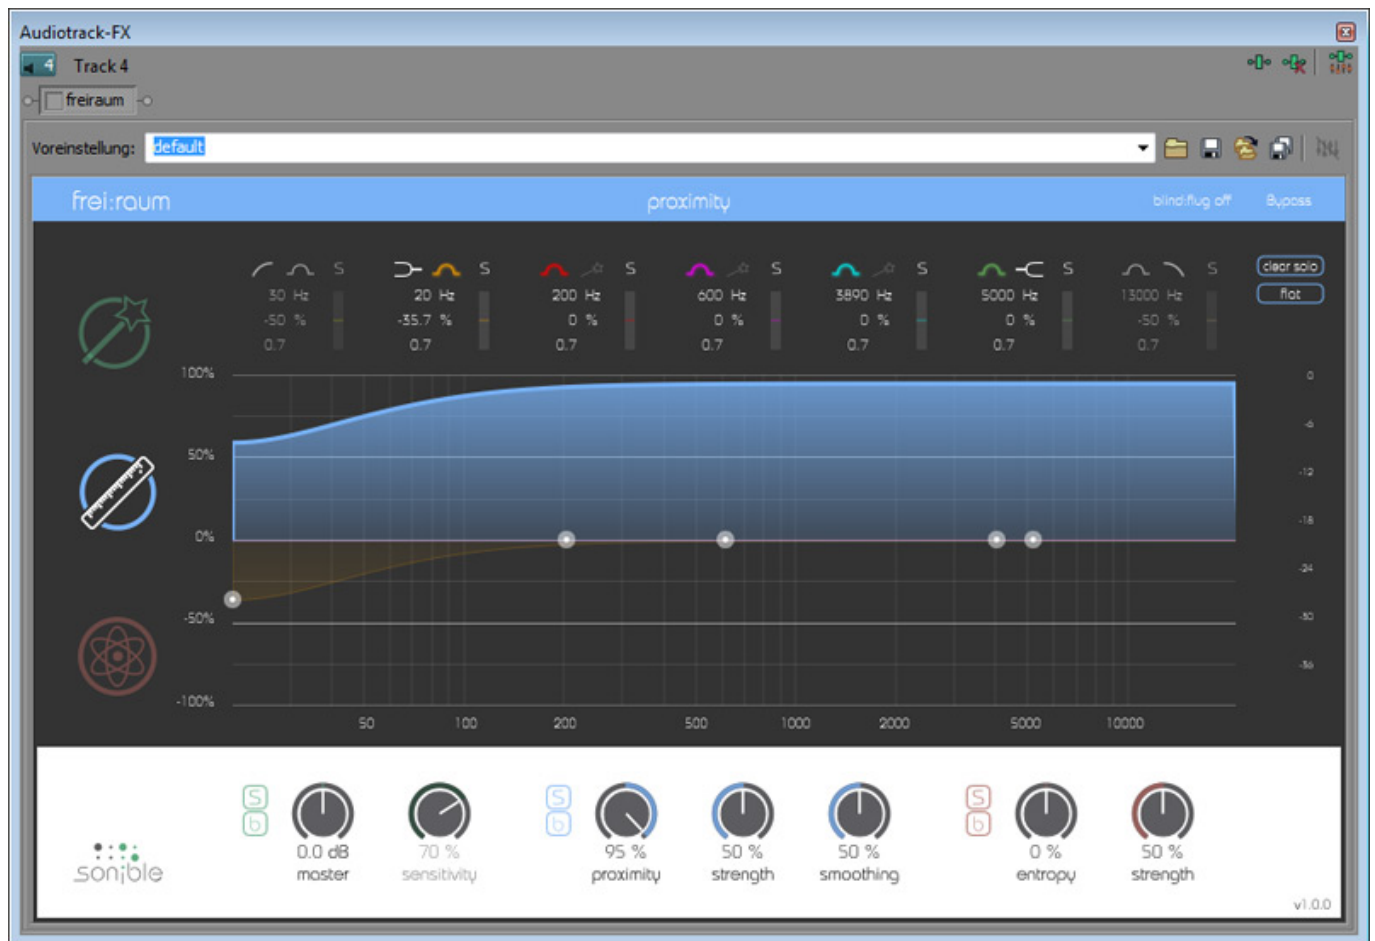 Audiotrack-FX
4 Track 4
freiraum
Voreinstellung: default
frei:raum proximity blind:flug off Bypass
S S S S S S S clear solo
30 Hz 20 Hz 200 Hz 600 Hz 3890 Hz 5000 Hz 13000 Hz flat
-50 % -35.7 % 0 % 0 % 0 % 0 % -50 %
0.7 0.7 0.7 0.7 0.7 0.7 0.7
100% 0
-6
50% -12
-18
0%
-24
-50% -30
-36
-100%
50 100 200 500 1000 2000 5000 10000
S S S
b b b
0.0 dB 70 % 95 % 50 % 50 % 0 % 50 %
master sensitivity proximity strength smoothing entropy strength
sonible
v1.0.0